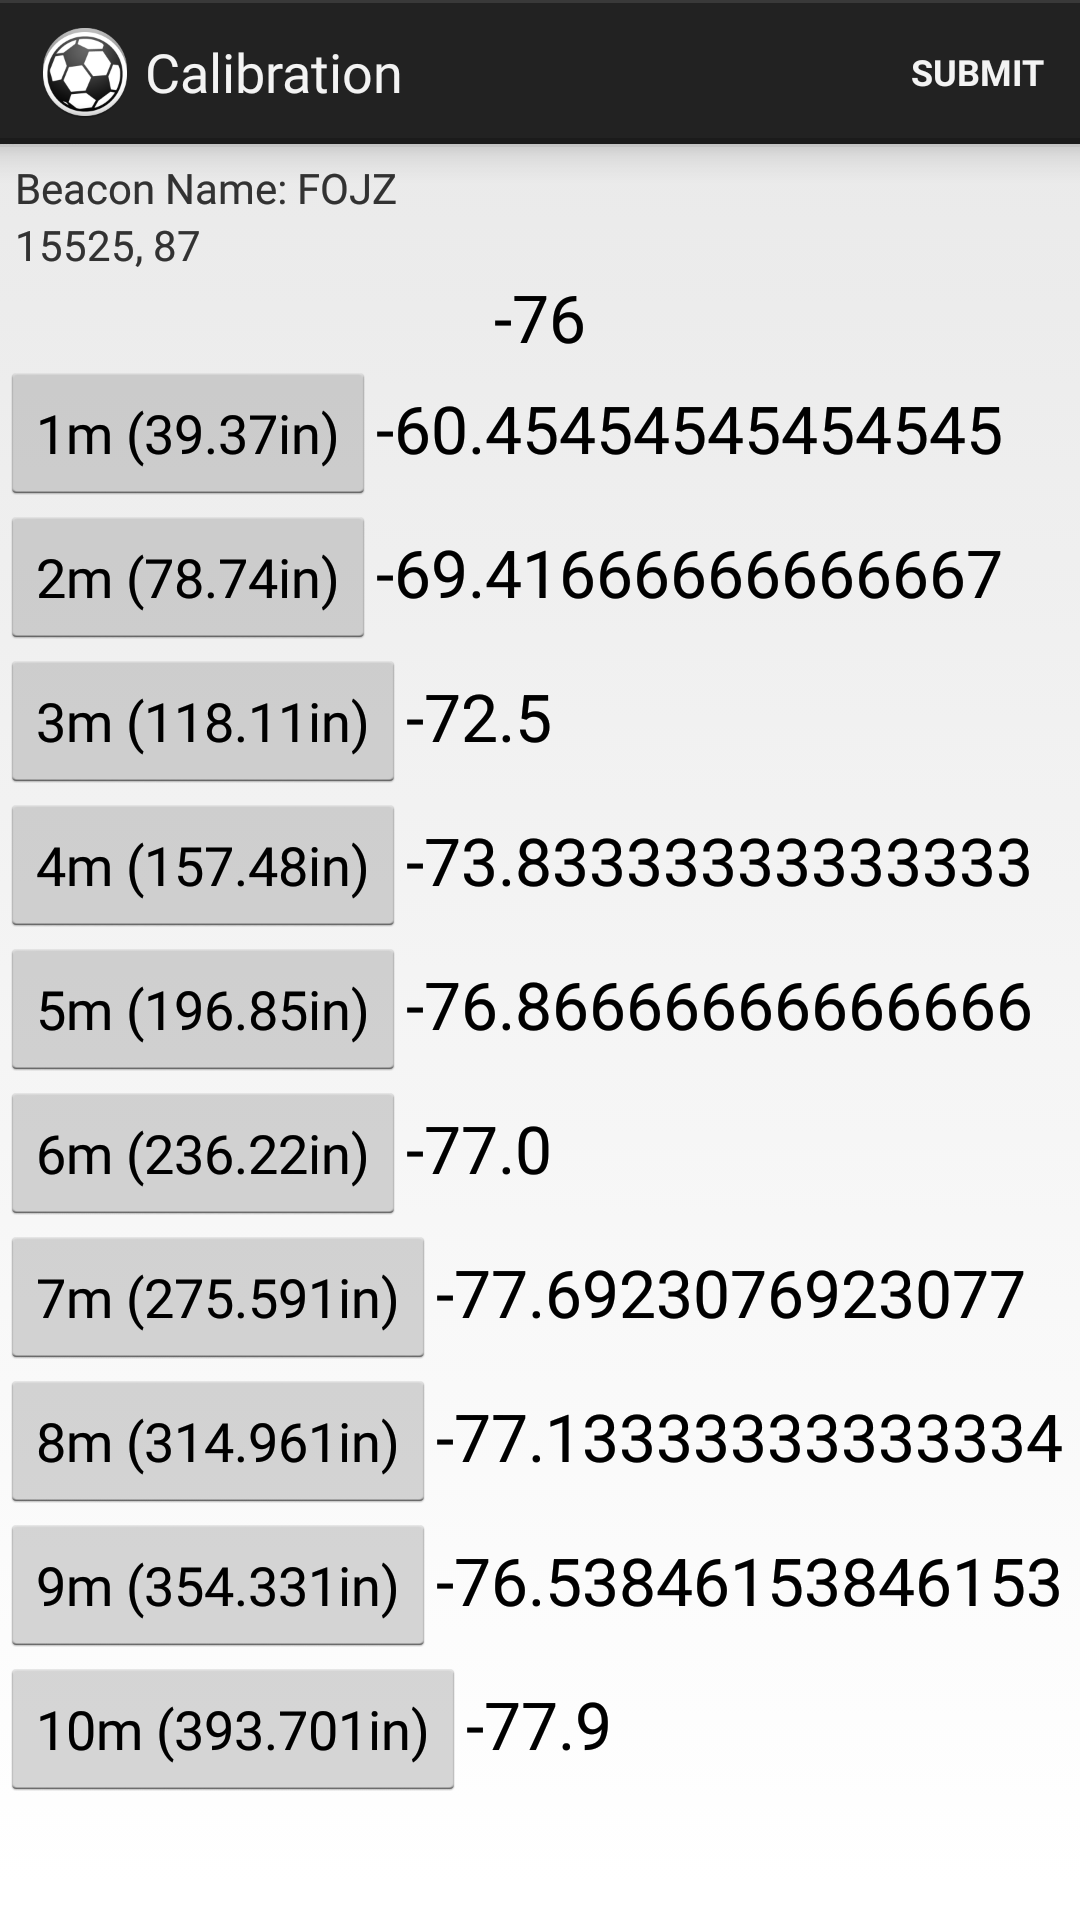 Calibration SUBMIT
Beacon Name: FOJZ
15525, 87
-76
1m (39.37in) -60.45454545454545
2m (78.74in) -69.41666666666667
3m (118.11in) -72.5
4m (157.48in) -73.83333333333333
5m (196.85in) -76.86666666666666
6m (236.22in) -77.0
7m (275.591in) -77.6923076923077
8m (314.961in) -77.13333333333334
9m (354.331in) -76.53846153846153
10m (393.701in) -77.9